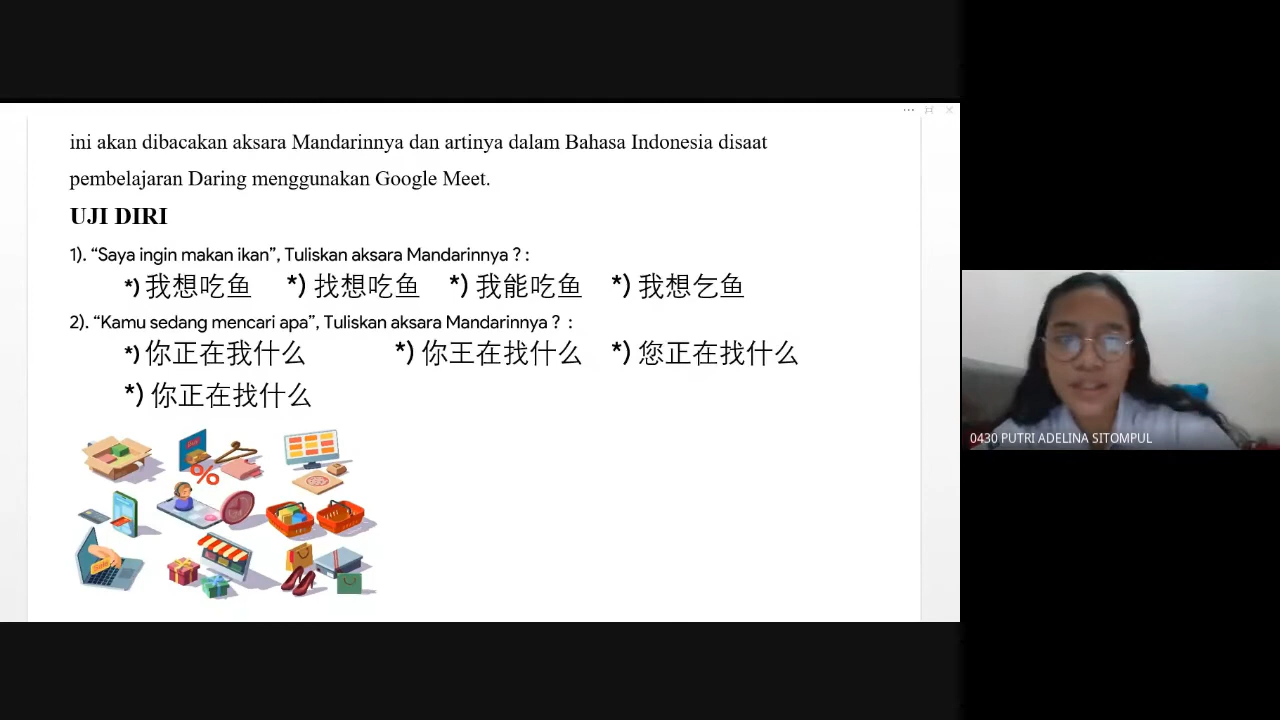 ini akan dibacakan aksara Mandarinnya dan artinya dalam Bahasa Indonesia disaat
pembelajaran Daring menggunakan Google Meet.
UJI DIRI
1). “Saya ingin makan ikan”, Tuliskan aksara Mandarinnya ? :
*) 我想吃鱼 *) 找想吃鱼 *) 我能吃鱼 *) 我想乞鱼
2). “Kamu sedang mencari apa”, Tuliskan aksara Mandarinnya ? :
*) 你正在我什么 *) 你王在找什么 *) 您正在找什么
*) 你正在找什么
%
0430 PUTRI ADELINA SITOMPUL